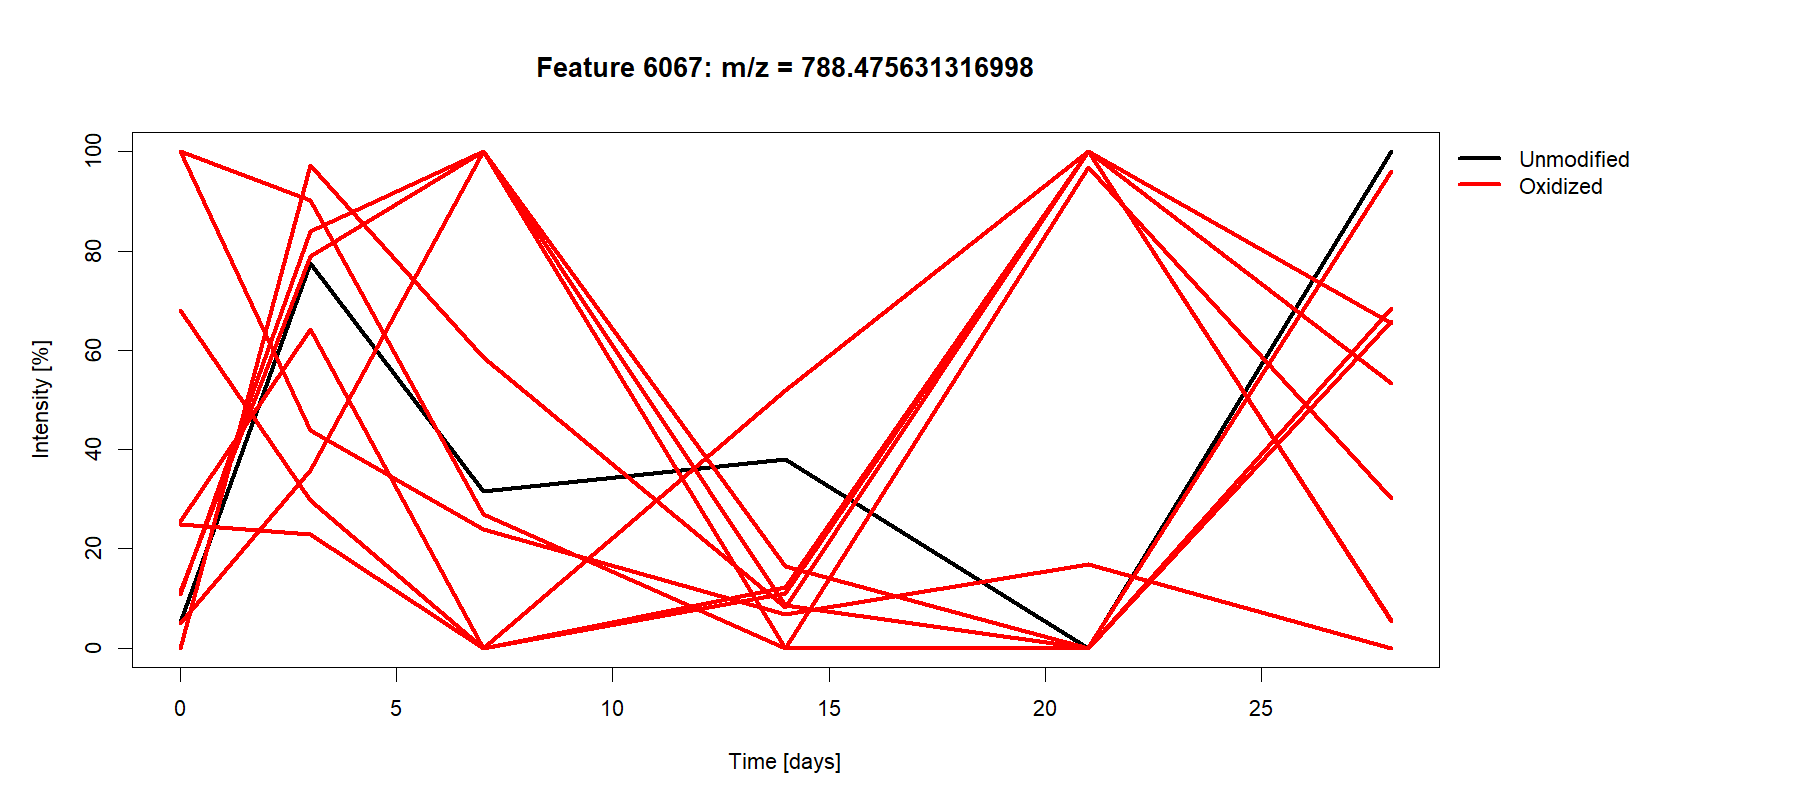 Feature 6067: m/z = 788.475631316998
Unmodified
Oxidized
Intensity [%]
100
80
60
40
20
0
0 5 10 15 20 25
Time [days]